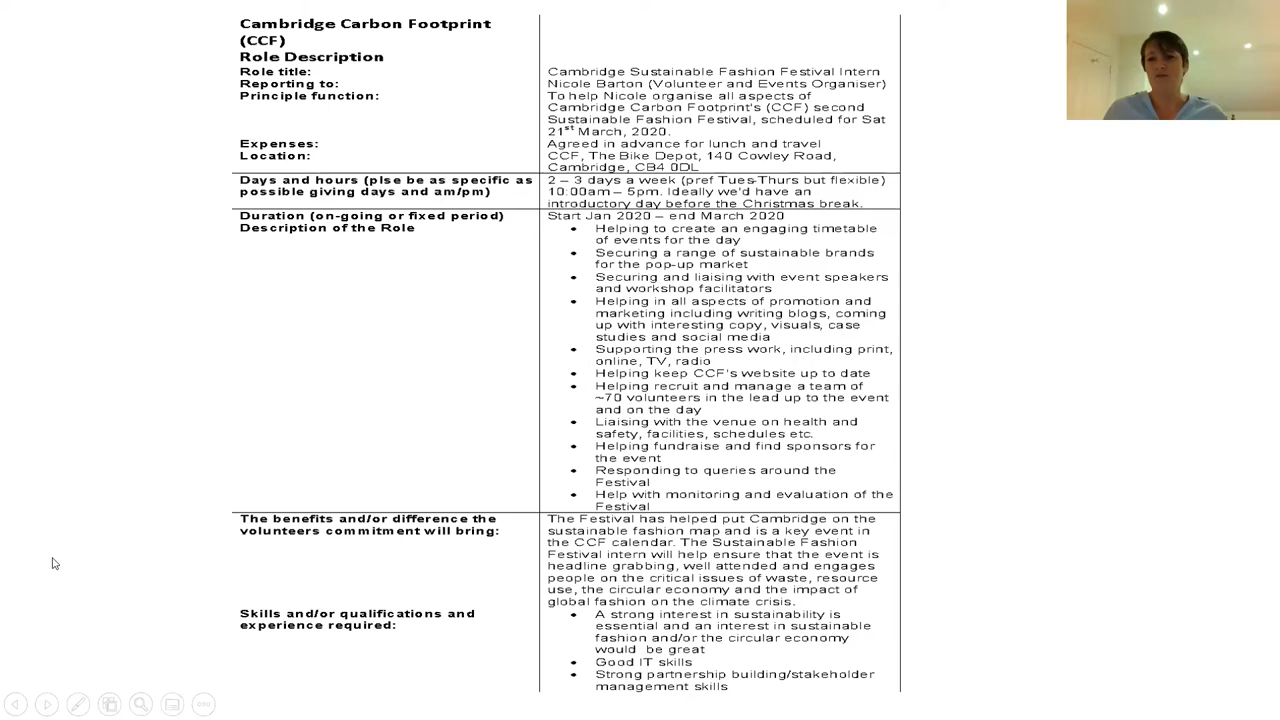 Cambridge Carbon Footprint
(CCF)
Role Description
Role title:
Cambridge Sustainable Fashion Festival Intern
Reporting to:
Nicole Barton (Volunteer and Events Organiser)
Principle function:
To help Nicole organise all aspects of
Cambridge Carbon Footprint's (CCF) second
Sustainable Fashion Festival, scheduled for Sat
21st March, 2020.
Expenses:
Agreed in advance for lunch and travel
Location:
CCF, The Bike Depot, 140 Cowley Road,
Cambridge, CB4 0DL
Days and hours (plse be as specific as
possible giving days and am/pm)
2 – 3 days a week (pref Tues-Thurs but flexible)
10:00am – 5pm. Ideally we'd have an
introductory day before the Christmas break.
Duration (on-going or fixed period)
Start Jan 2020 – end March 2020
Description of the Role
• Helping to create an engaging timetable
of events for the day
• Securing a range of sustainable brands
for the pop-up market
• Securing and liaising with event speakers
and workshop facilitators
• Helping in all aspects of promotion and
marketing including writing blogs, coming
up with interesting copy, visuals, case
studies and social media
• Supporting the press work, including print,
online, TV, radio
• Helping keep CCF's website up to date
• Helping recruit and manage a team of
~70 volunteers in the lead up to the event
and on the day
• Liaising with the venue on health and
safety, facilities, schedules etc.
• Helping fundraise and find sponsors for
the event
• Responding to queries around the
Festival
• Help with monitoring and evaluation of the
Festival
The benefits and/or difference the
volunteers commitment will bring:
The Festival has helped put Cambridge on the
sustainable fashion map and is a key event in
the CCF calendar. The Sustainable Fashion
Festival intern will help ensure that the event is
headline grabbing, well attended and engages
people on the critical issues of waste, resource
use, the circular economy and the impact of
global fashion on the climate crisis.
Skills and/or qualifications and
experience required:
• A strong interest in sustainability is
essential and an interest in sustainable
fashion and/or the circular economy
would be great
• Good IT skills
• Strong partnership building/stakeholder
management skills